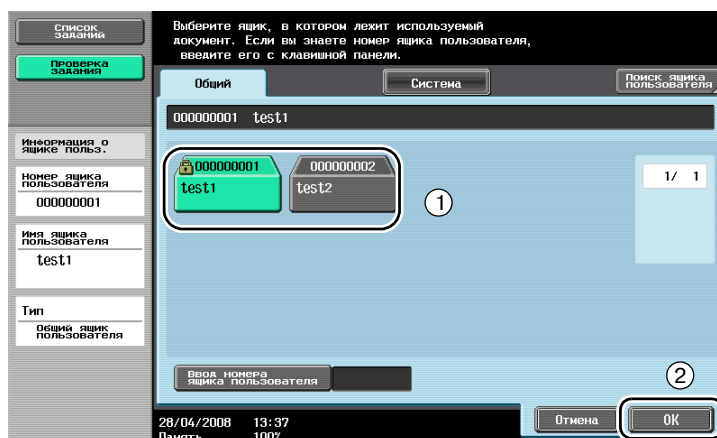 Список
заданий
Проверка
задания
Информация о
ящике польз.
Номер ящика
пользователя
000000001
Имя ящика
пользователя
test1
Тип
Общий ящик
пользователя
Выберите ящик, в котором лежит используемый
документ. Если вы знаете номер ящика пользователя,
введите его с клавишной панели.
Общий
Система
Поиск ящика
пользователя
000000001 test1
000000001
test1
000000002
test2
1
1/ 1
Ввод номера
ящика пользователя
2
Отмена
OK
28/04/2008 13:37
Память 100%